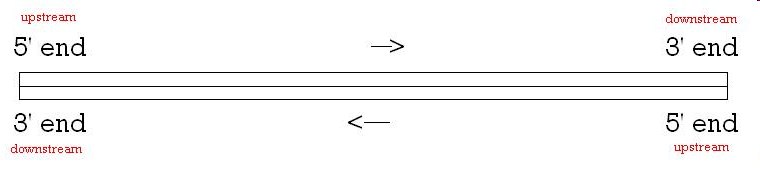 upstream downstream
5' end —> 3' end
3' end <— 5' end
downstream upstream